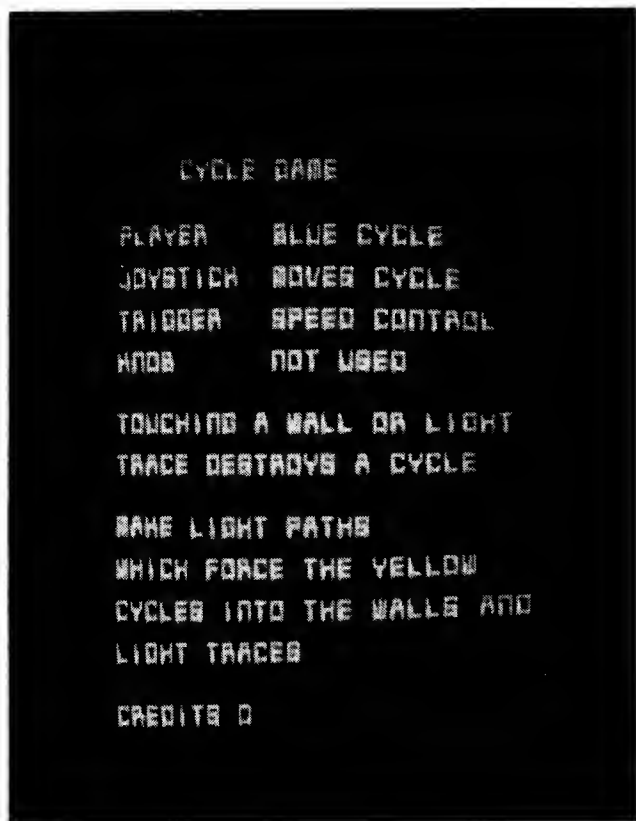 CYCLE GAME
PLAYER BLUE CYCLE
JOYSTICK MOVES CYCLE
TRIGGER SPEED CONTROL
KNOB NOT USED
TOUCHING A WALL OR LIGHT
TRACE DESTROYS A CYCLE
MAKE LIGHT PATHS
WHICH FORCE THE YELLOW
CYCLES INTO THE WALLS AND
LIGHT TRACES
CREDITS 0